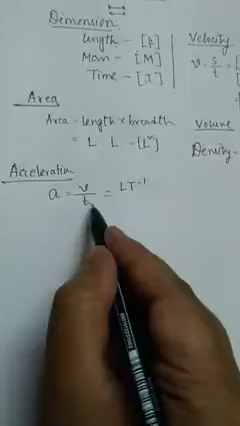 Dimension
Length - [L]
Mass - [M]
Time - [T]
Area
Area - length × breadth
= L L = [L²]
Acceleration
a = v/t = LT⁻¹
Velocity
v = s/t = [
Volume
Density -